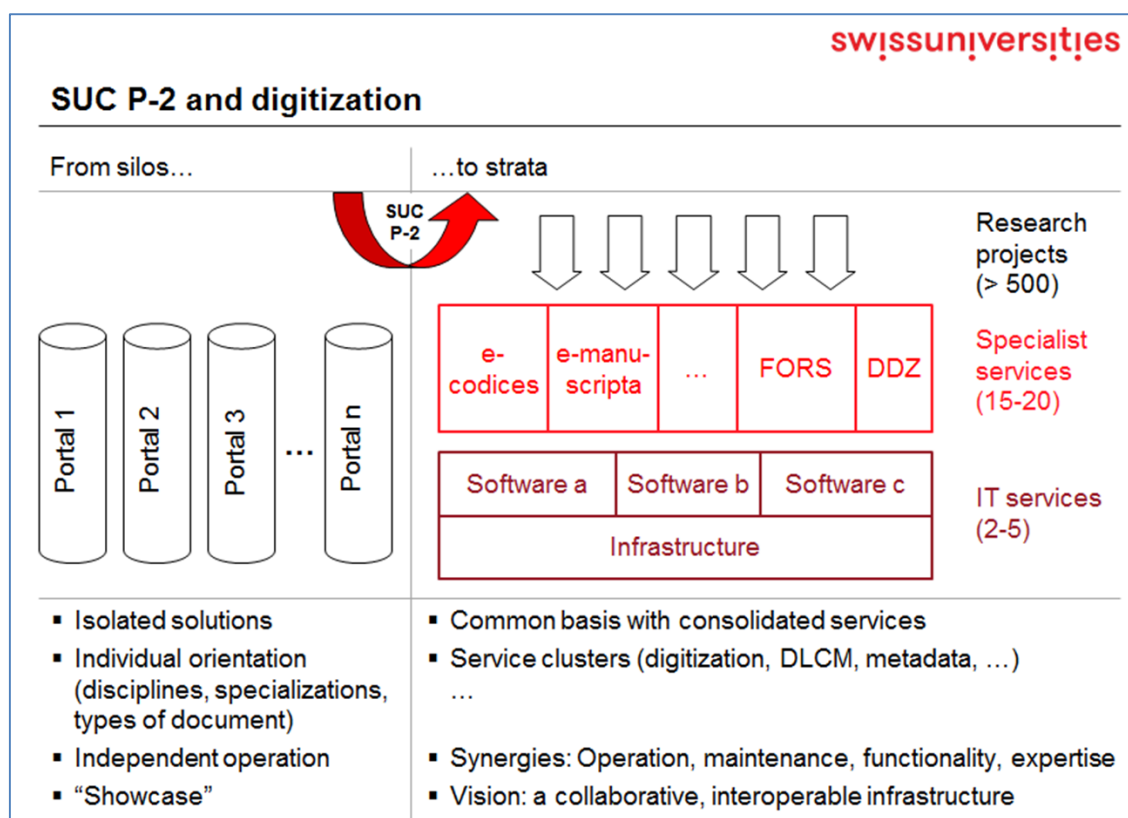 swissuniversities
SUC P-2 and digitization
From silos…
…to strata
SUC
P-2
Research
projects
(> 500)
Portal 1
Portal 2
Portal 3
...
Portal n
e-
codices
e-manu-
scripta
…
FORS
DDZ
Specialist
services
(15-20)
Software a
Software b
Software c
Infrastructure
IT services
(2-5)
▪ Isolated solutions
▪ Individual orientation
(disciplines, specializations,
types of document)
▪ Independent operation
▪ “Showcase”
▪ Common basis with consolidated services
▪ Service clusters (digitization, DLCM, metadata, …)
…
▪ Synergies: Operation, maintenance, functionality, expertise
▪ Vision: a collaborative, interoperable infrastructure